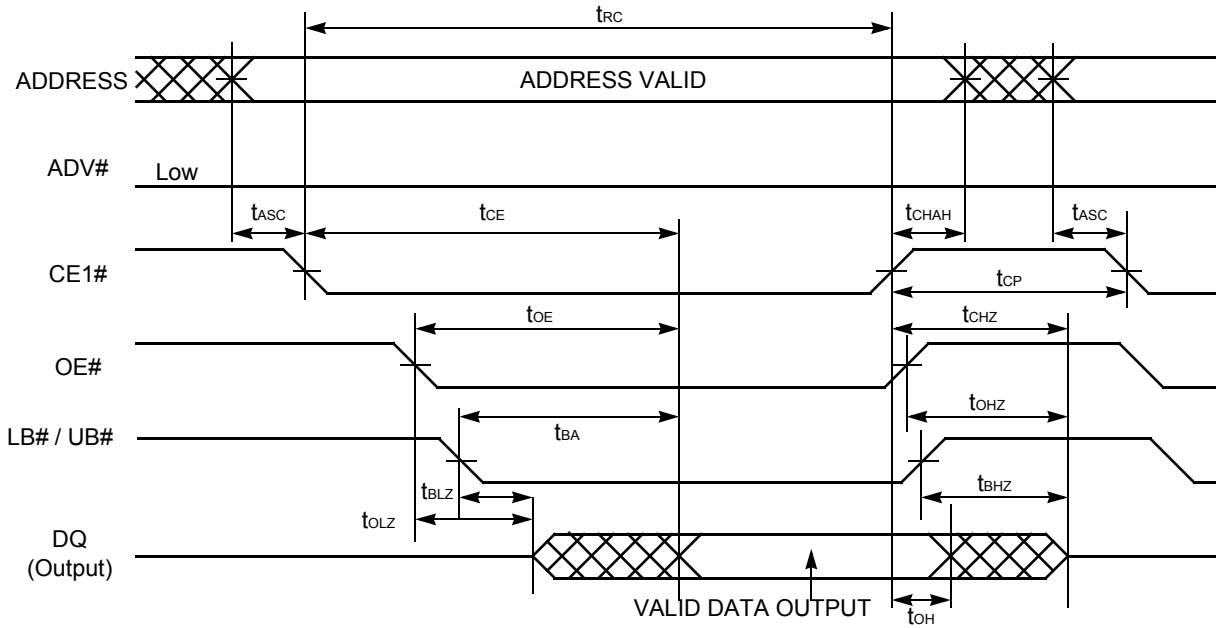 tRC
ADDRESS
ADDRESS VALID
ADV#
Low
tASC
tCE
tCHAH
tASC
CE1#
tCP
tOE
tCHZ
OE#
tOHZ
LB# / UB#
tBA
tBLZ
tBHZ
tOLZ
DQ
(Output)
VALID DATA OUTPUT
tOH